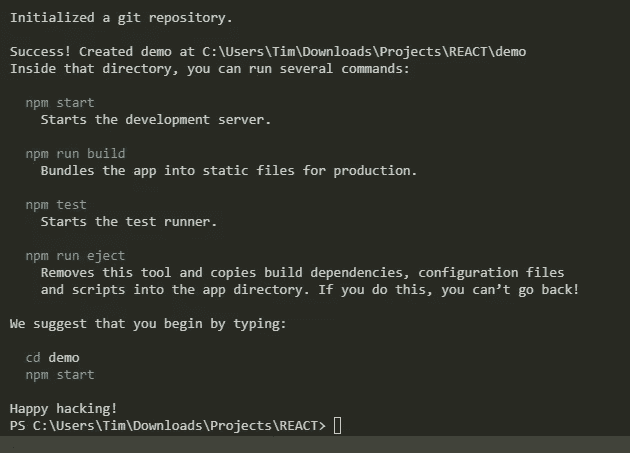 Initialized a git repository.
Success! Created demo at C:\Users\Tim\Downloads\Projects\REACT\demo
Inside that directory, you can run several commands:
npm start
Starts the development server.
npm run build
Bundles the app into static files for production.
npm test
Starts the test runner.
npm run eject
Removes this tool and copies build dependencies, configuration files
and scripts into the app directory. If you do this, you can’t go back!
We suggest that you begin by typing:
cd demo
npm start
Happy hacking!
PS C:\Users\Tim\Downloads\Projects\REACT>